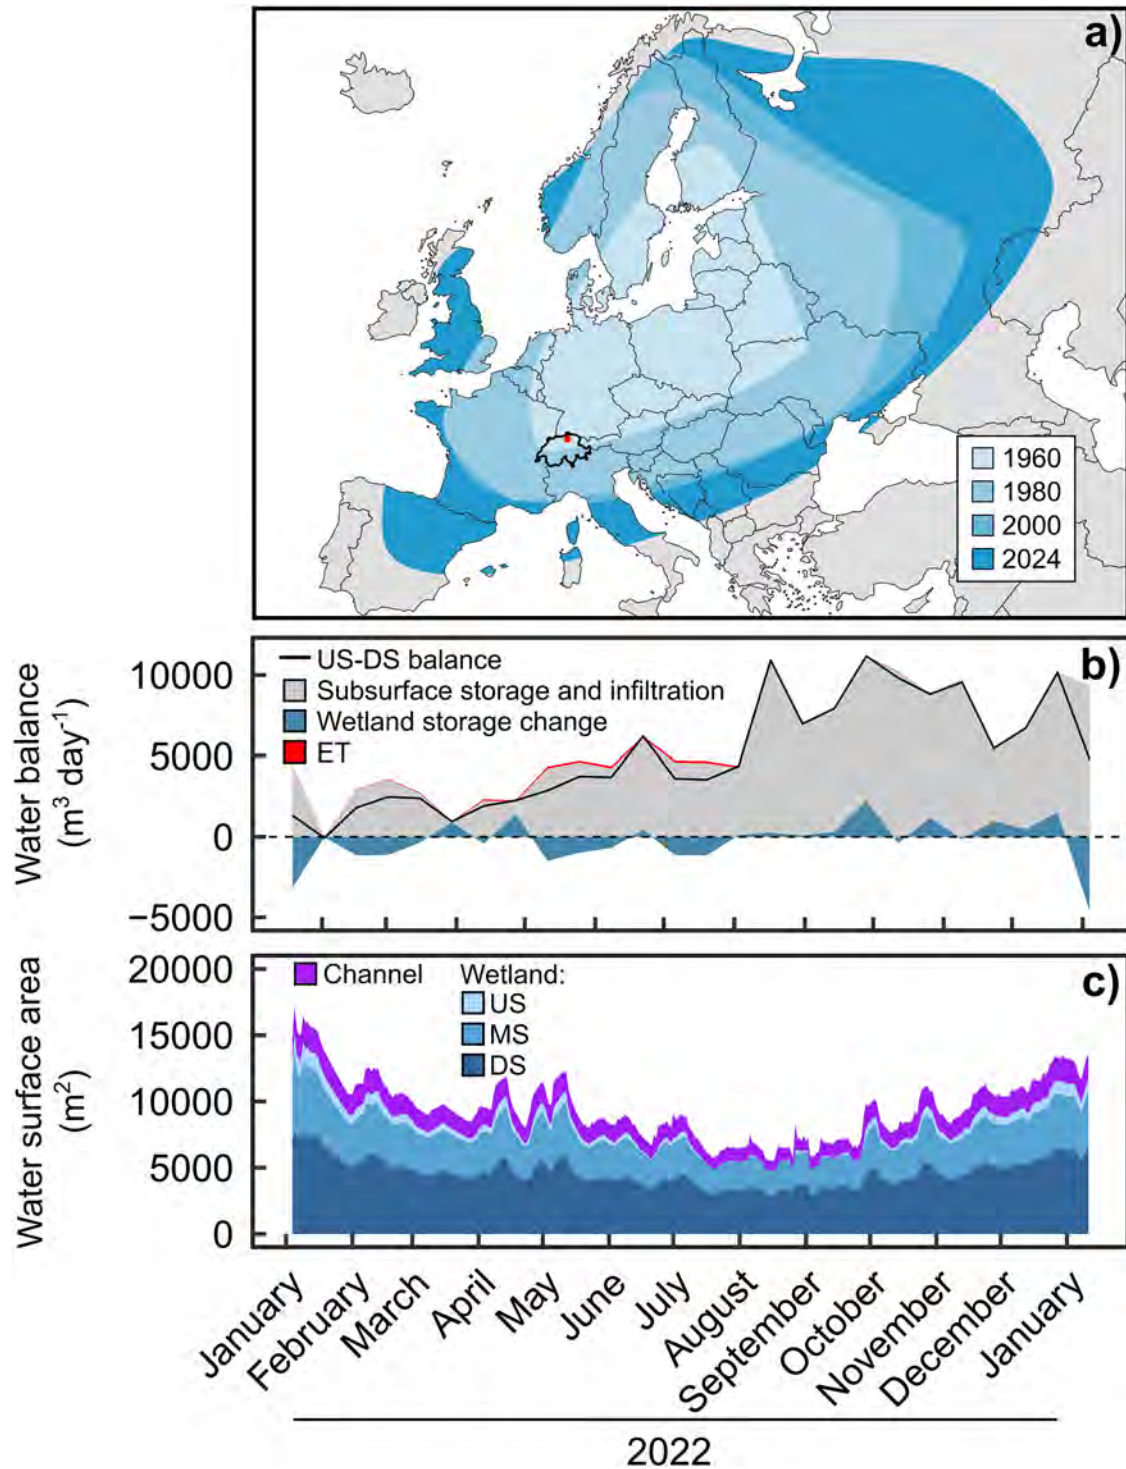 a)
1960
1980
2000
2024
b)
US-DS balance
Subsurface storage and infiltration
Wetland storage change
ET
Water balance
(m³ day⁻¹)
10000
5000
0
−5000
c)
Channel
Wetland:
US
MS
DS
Water surface area
(m²)
20000
15000
10000
5000
0
January
February
March
April
May
June
July
August
September
October
November
December
January
2022